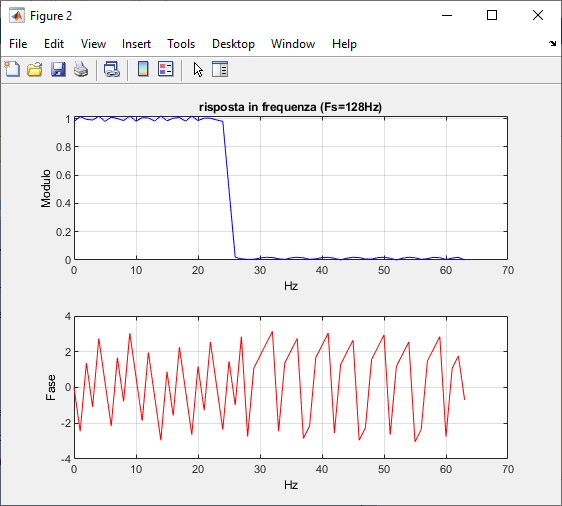 Figure 2
File Edit View Insert Tools Desktop Window Help
risposta in frequenza (Fs=128Hz)
Modulo
1
0.8
0.6
0.4
0.2
0
0 10 20 30 40 50 60 70
Hz
Fase
4
2
0
-2
-4
0 10 20 30 40 50 60 70
Hz